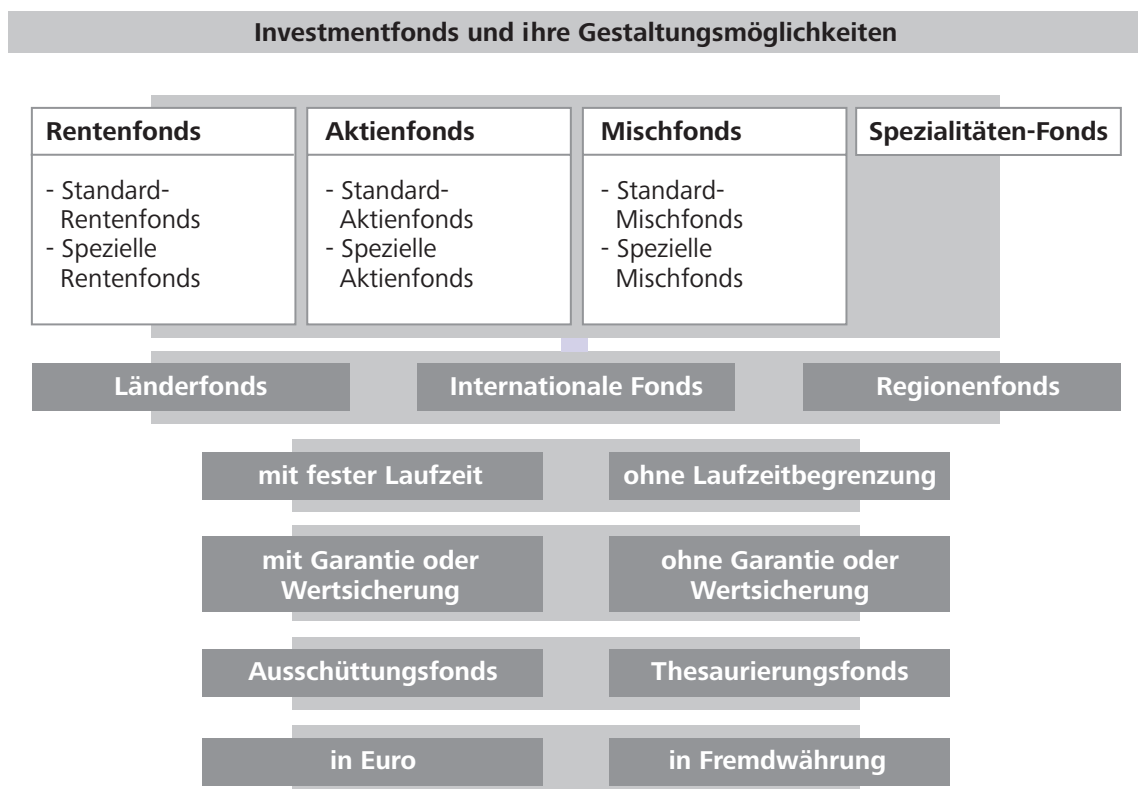 Investmentfonds und ihre Gestaltungsmöglichkeiten
Rentenfonds
- Standard-
Rentenfonds
- Spezielle
Rentenfonds
Aktienfonds
- Standard-
Aktienfonds
- Spezielle
Aktienfonds
Mischfonds
- Standard-
Mischfonds
- Spezielle
Mischfonds
Spezialitäten-Fonds
Länderfonds
Internationale Fonds
Regionenfonds
mit fester Laufzeit
ohne Laufzeitbegrenzung
mit Garantie oder
Wertsicherung
ohne Garantie oder
Wertsicherung
Ausschüttungsfonds
Thesaurierungsfonds
in Euro
in Fremdwährung